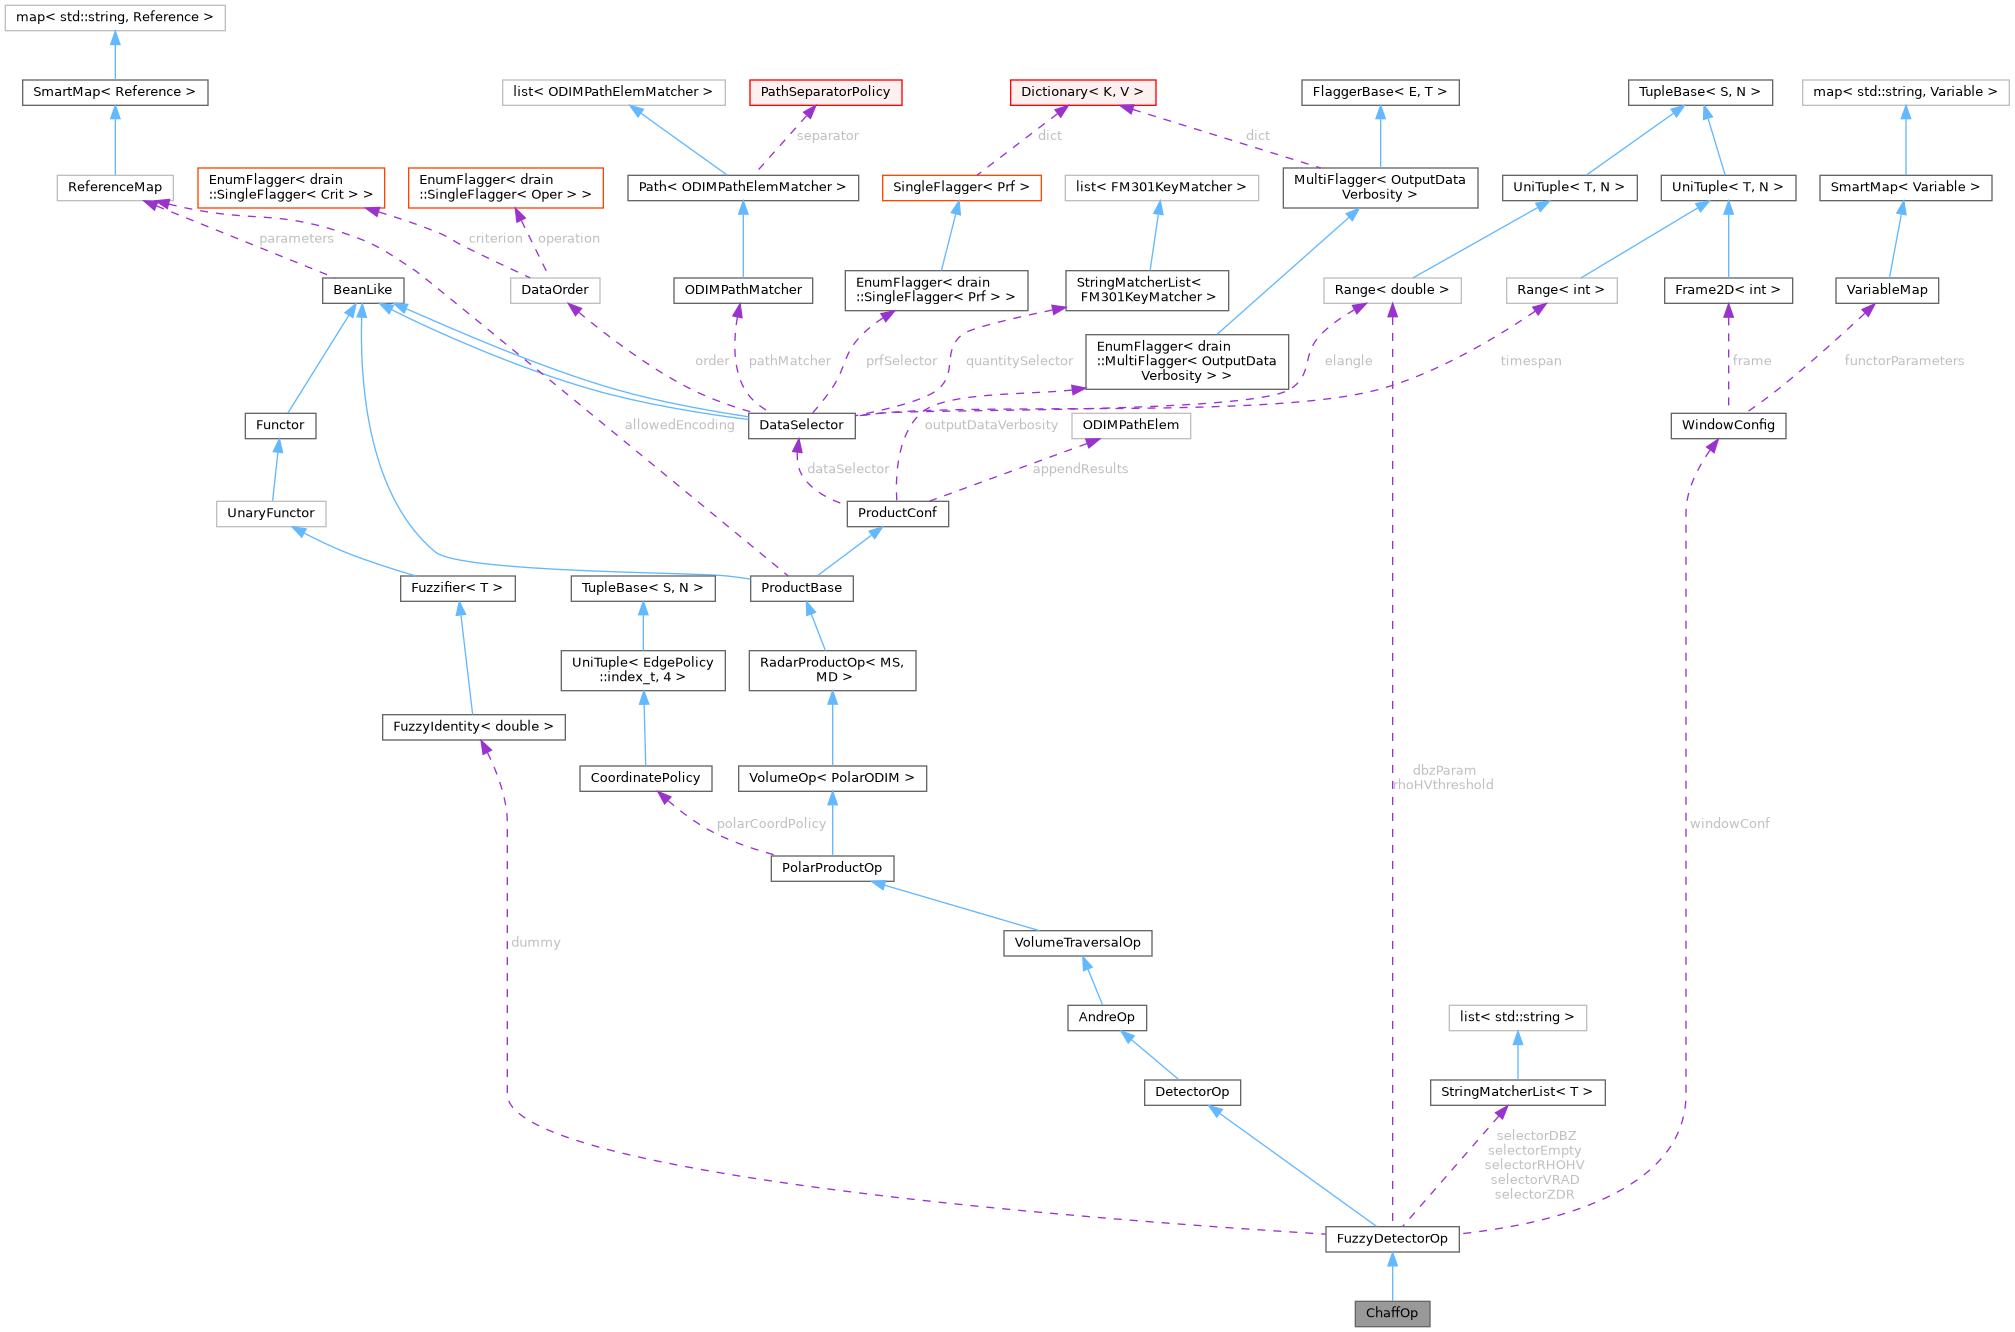 map< std::string, Reference >
SmartMap< Reference >
list< ODIMPathElemMatcher >
PathSeparatorPolicy
Dictionary< K, V >
FlaggerBase< E, T >
TupleBase< S, N >
map< std::string, Variable >
separator
dict
dict
ReferenceMap
EnumFlagger< drain
::SingleFlagger< Crit > >
EnumFlagger< drain
::SingleFlagger< Oper > >
Path< ODIMPathElemMatcher >
SingleFlagger< Prf >
list< FM301KeyMatcher >
MultiFlagger< OutputData
Verbosity >
UniTuple< T, N >
UniTuple< T, N >
SmartMap< Variable >
parameters
criterion
operation
BeanLike
DataOrder
ODIMPathMatcher
EnumFlagger< drain
::SingleFlagger< Prf > >
StringMatcherList<
FM301KeyMatcher >
Range< double >
Range< int >
Frame2D< int >
VariableMap
EnumFlagger< drain
::MultiFlagger< OutputData
Verbosity > >
order
pathMatcher
prfSelector
quantitySelector
elangle
timespan
frame
functorParameters
Functor
allowedEncoding
DataSelector
outputDataVerbosity
ODIMPathElem
WindowConfig
dataSelector
appendResults
UnaryFunctor
ProductConf
Fuzzifier< T >
TupleBase< S, N >
ProductBase
UniTuple< EdgePolicy
::index_t, 4 >
RadarProductOp< MS,
MD >
FuzzyIdentity< double >
CoordinatePolicy
VolumeOp< PolarODIM >
dbzParam
rhoHVthreshold
polarCoordPolicy
windowConf
PolarProductOp
dummy
VolumeTraversalOp
AndreOp
list< std::string >
DetectorOp
StringMatcherList< T >
selectorDBZ
selectorEmpty
selectorRHOHV
selectorVRAD
selectorZDR
FuzzyDetectorOp
ChaffOp